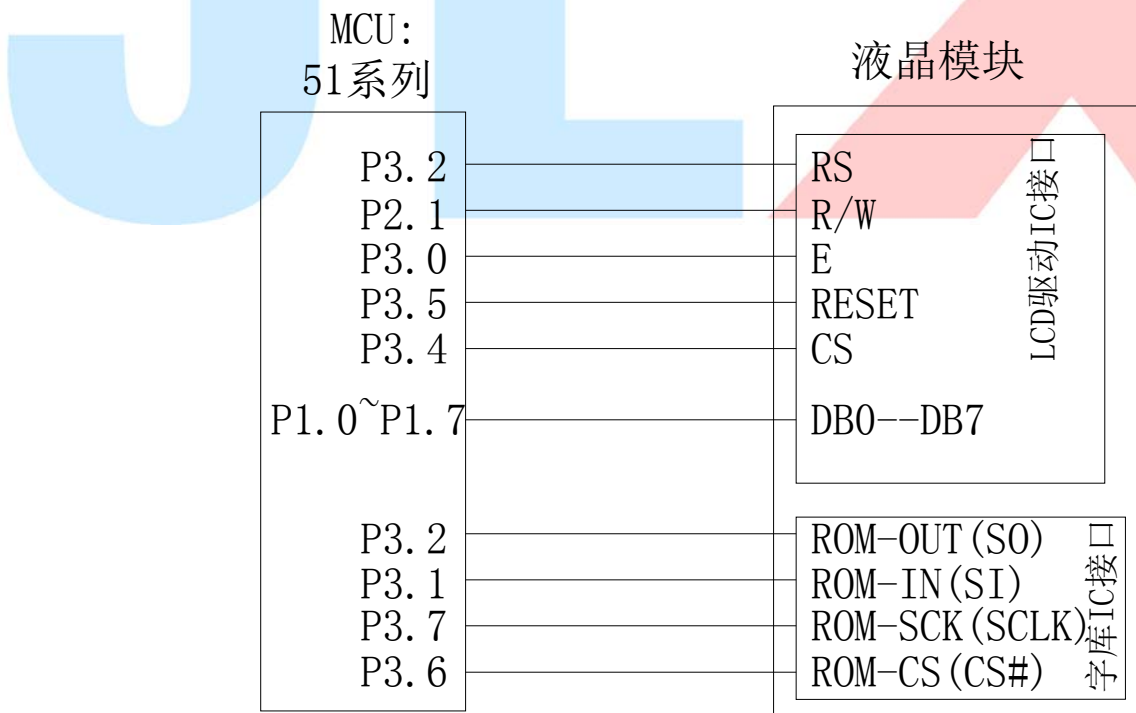 MCU:
51系列
液晶模块
P3.2
RS
P2.1
R/W
P3.0
E
P3.5
RESET
P3.4
CS
P1.0~P1.7
DB0--DB7
LCD驱动IC接口
P3.2
ROM-OUT(SO)
P3.1
ROM-IN(SI)
P3.7
ROM-SCK(SCLK)
P3.6
ROM-CS(CS#)
字库IC接口